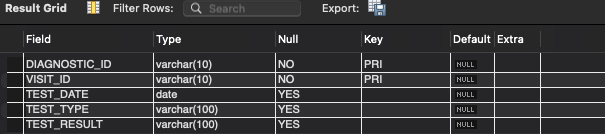 Result Grid Filter Rows: Search Export:
Field Type Null Key Default Extra
DIAGNOSTIC_ID varchar(10) NO PRI NULL
VISIT_ID varchar(10) NO PRI NULL
TEST_DATE date YES NULL
TEST_TYPE varchar(100) YES NULL
TEST_RESULT varchar(100) YES NULL